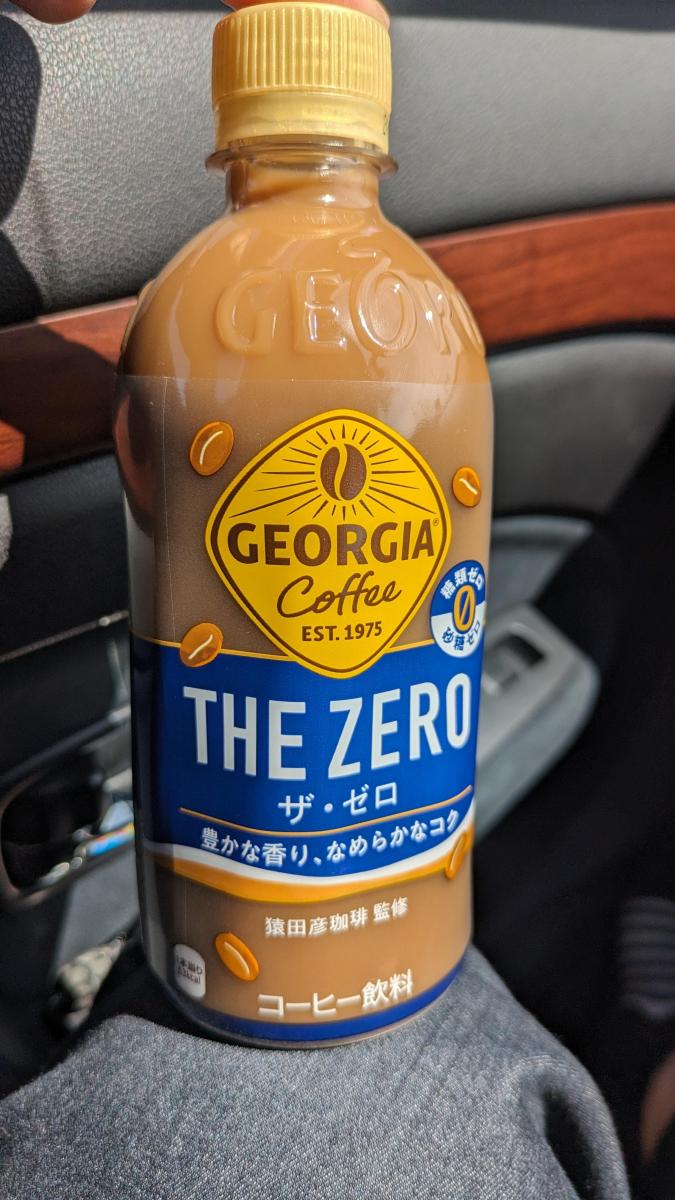 GEOR
GEORGIA®
Coffee
EST. 1975
糖類ゼロ
0
砂糖ゼロ
THE ZERO
ザ・ゼロ
豊かな香り、なめらかなコク
猿田彦珈琲 監修
コーヒー飲料